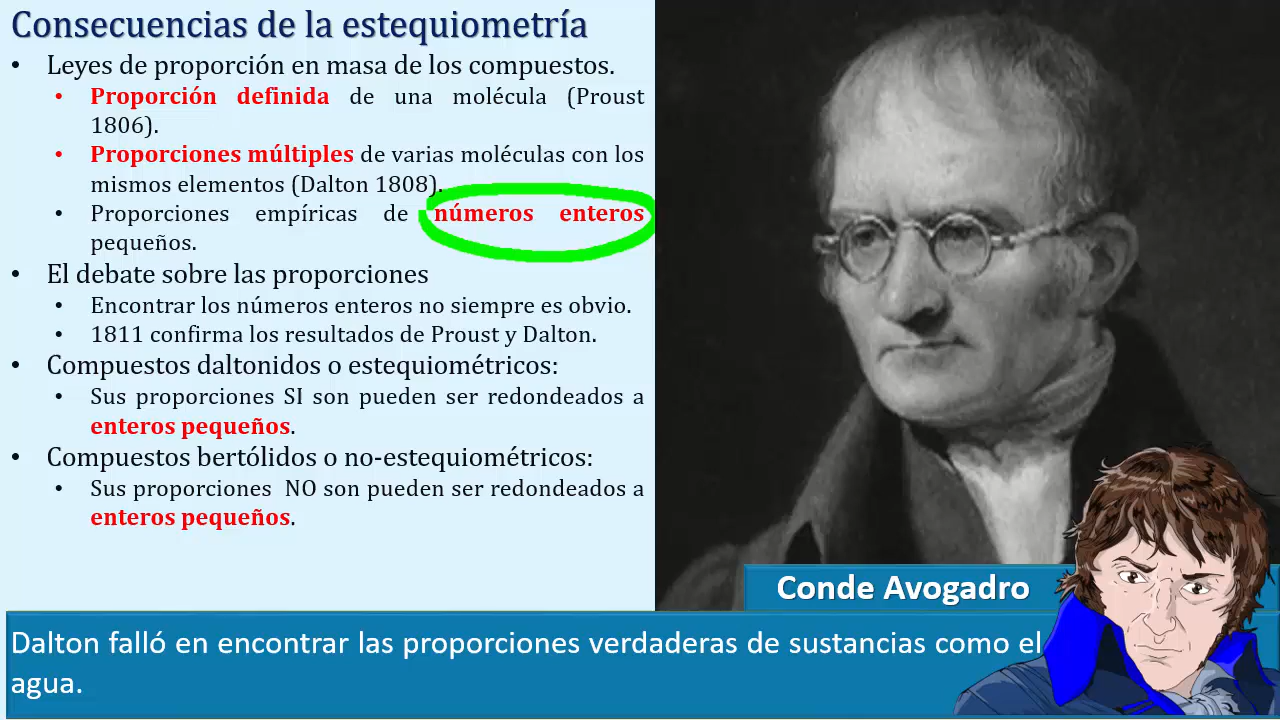 Consecuencias de la estequiometría
• Leyes de proporción en masa de los compuestos.
• Proporción definida de una molécula (Proust
1806).
• Proporciones múltiples de varias moléculas con los
mismos elementos (Dalton 1808).
• Proporciones empíricas de números enteros
pequeños.
• El debate sobre las proporciones
• Encontrar los números enteros no siempre es obvio.
• 1811 confirma los resultados de Proust y Dalton.
• Compuestos daltonidos o estequiométricos:
• Sus proporciones SI son pueden ser redondeados a
enteros pequeños.
• Compuestos bertólidos o no-estequiométricos:
• Sus proporciones NO son pueden ser redondeados a
enteros pequeños.
Conde Avogadro
Dalton falló en encontrar las proporciones verdaderas de sustancias como el
agua.